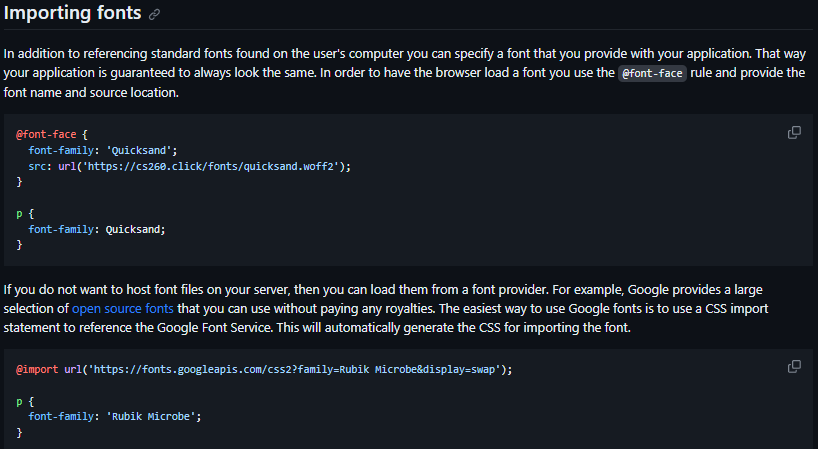 Importing fonts
In addition to referencing standard fonts found on the user's computer you can specify a font that you provide with your application. That way
your application is guaranteed to always look the same. In order to have the browser load a font you use the @font-face rule and provide the
font name and source location.
@font-face {
  font-family: 'Quicksand';
  src: url('https://cs260.click/fonts/quicksand.woff2');
}

p {
  font-family: Quicksand;
}
If you do not want to host font files on your server, then you can load them from a font provider. For example, Google provides a large
selection of open source fonts that you can use without paying any royalties. The easiest way to use Google fonts is to use a CSS import
statement to reference the Google Font Service. This will automatically generate the CSS for importing the font.
@import url('https://fonts.googleapis.com/css2?family=Rubik Microbe&display=swap');

p {
  font-family: 'Rubik Microbe';
}